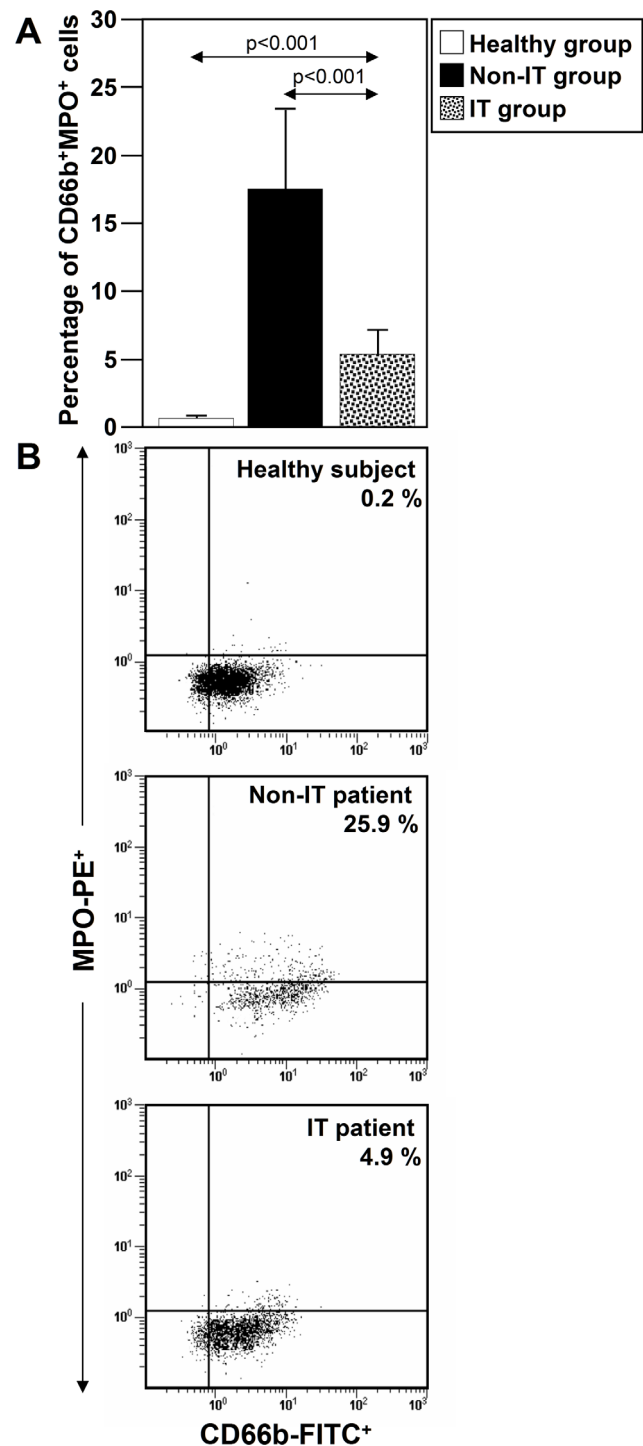 A
Percentage of CD66b⁺MPO⁺ cells
30
25
20
15
10
5
0
p<0.001
p<0.001
Healthy group
Non-IT group
IT group
B
MPO-PE⁺
Healthy subject
0.2 %
10³
10²
10¹
10⁰
10⁰ 10¹ 10² 10³
Non-IT patient
25.9 %
10³
10²
10¹
10⁰
10⁰ 10¹ 10² 10³
IT patient
4.9 %
10³
10²
10¹
10⁰
10⁰ 10¹ 10² 10³
CD66b-FITC⁺